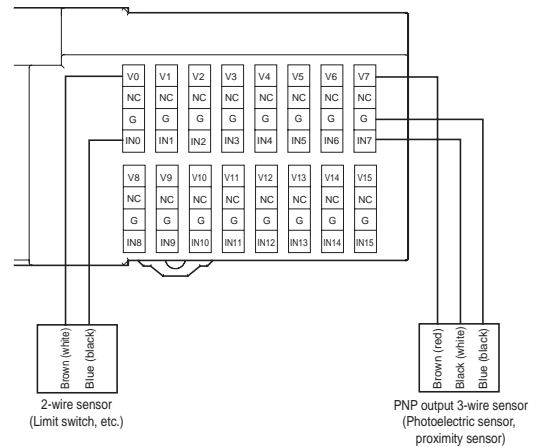 V0 V1 V2 V3 V4 V5 V6 V7
NC NC NC NC NC NC NC NC
G G G G G G G G
IN0 IN1 IN2 IN3 IN4 IN5 IN6 IN7
V8 V9 V10 V11 V12 V13 V14 V15
NC NC NC NC NC NC NC NC
G G G G G G G G
IN8 IN9 IN10 IN11 IN12 IN13 IN14 IN15
Brown (white)
Blue (black)
2-wire sensor
(Limit switch, etc.)
Brown (red)
Black (white)
Blue (black)
PNP output 3-wire sensor
(Photoelectric sensor,
proximity sensor)